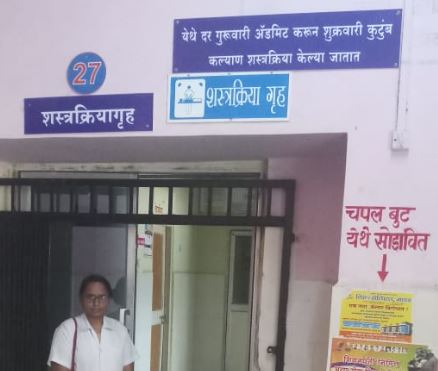 येथे दर गुरूवारी ॲडमिट करून शुक्रवारी कुटुंब
कल्याण शस्त्रक्रिया केल्या जातात
27
शस्त्रक्रियागृह
शस्त्रक्रिया गृह
चपल बुट
येथे सोडावित